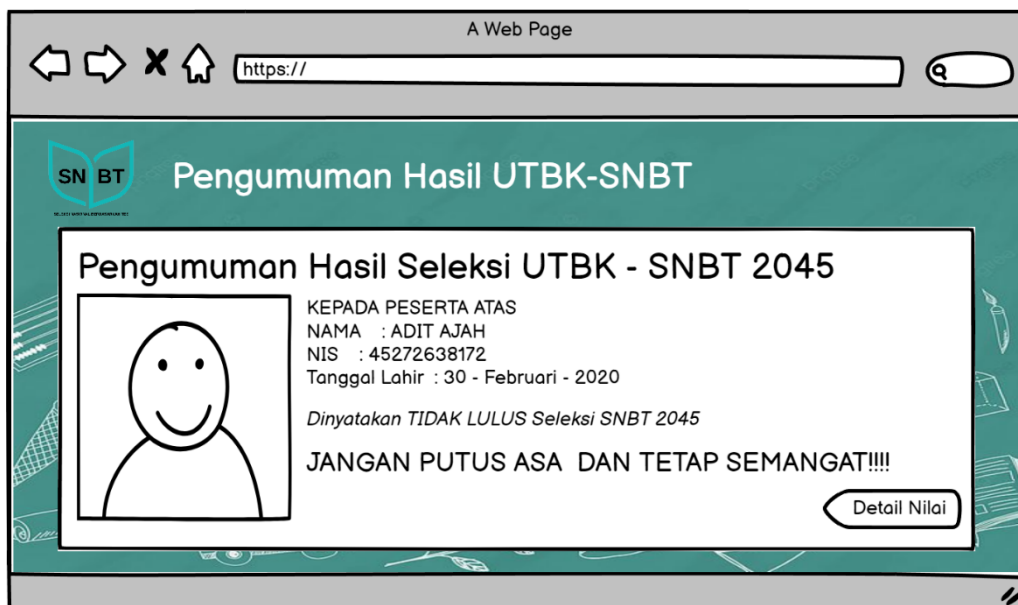 A Web Page
https://
SN BT
Pengumuman Hasil UTBK-SNBT
Pengumuman Hasil Seleksi UTBK - SNBT 2045
KEPADA PESERTA ATAS
NAMA : ADIT AJAH
NIS : 45272638172
Tanggal Lahir : 30 - Februari - 2020
Dinyatakan TIDAK LULUS Seleksi SNBT 2045
JANGAN PUTUS ASA DAN TETAP SEMANGAT!!!!
Detail Nilai